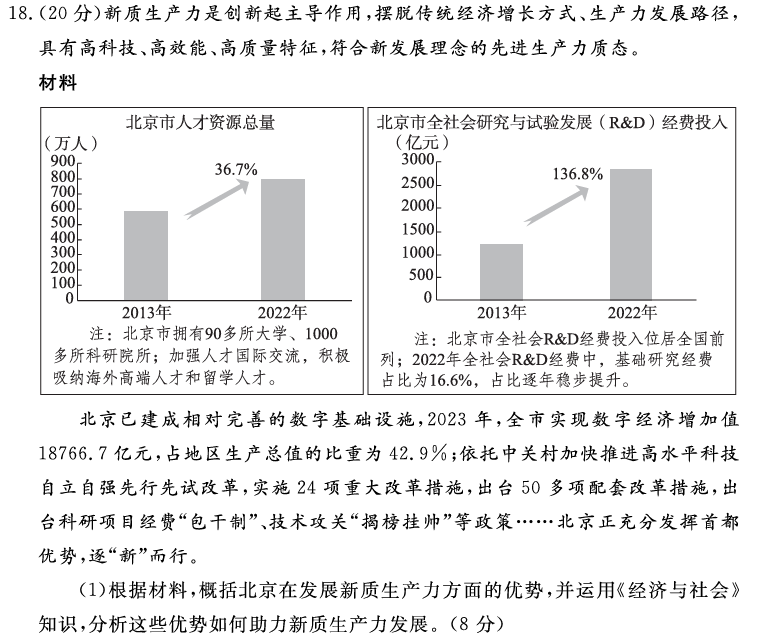 18.(20分)新质生产力是创新起主导作用,摆脱传统经济增长方式、生产力发展路径,
具有高科技、高效能、高质量特征,符合新发展理念的先进生产力质态。
材料
北京市人才资源总量
(万人)
900
800
700
600
500
400
300
200
100
0
36.7%
2013年 2022年
注：北京市拥有90多所大学、1000
多所科研院所；加强人才国际交流，积极
吸纳海外高端人才和留学人才。
北京市全社会研究与试验发展（R&D）经费投入
(亿元)
3000
2500
2000
1500
1000
500
0
136.8%
2013年 2022年
注：北京市全社会R&D经费投入位居全国前
列；2022年全社会R&D经费中，基础研究经费
占比为16.6%，占比逐年稳步提升。
北京已建成相对完善的数字基础设施,2023年,全市实现数字经济增加值
18766.7亿元,占地区生产总值的比重为42.9%;依托中关村加快推进高水平科技
自立自强先行先试改革,实施24项重大改革措施,出台50多项配套改革措施,出
台科研项目经费“包干制”、技术攻关“揭榜挂帅”等政策……北京正充分发挥首都
优势,逐“新”而行。
(1)根据材料,概括北京在发展新质生产力方面的优势,并运用《经济与社会》
知识,分析这些优势如何助力新质生产力发展。(8分)